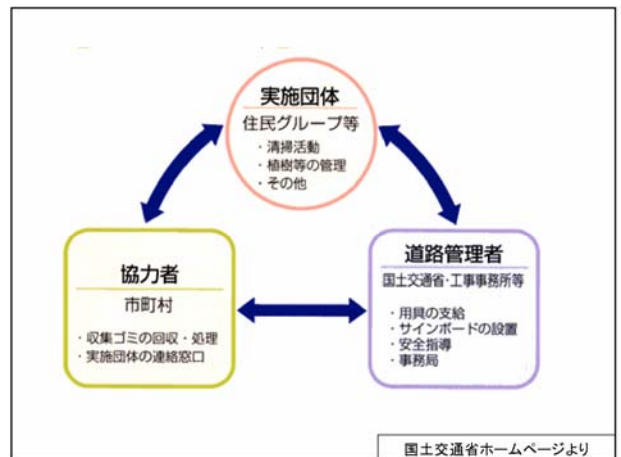 実施団体
住民グループ等
・清掃活動
・植樹等の管理
・その他
協力者
市町村
・収集ゴミの回収・処理
・実施団体の連絡窓口
道路管理者
国土交通省・工事事務所等
・用具の支給
・サインボードの設置
・安全指導
・事務局
国土交通省ホームページより